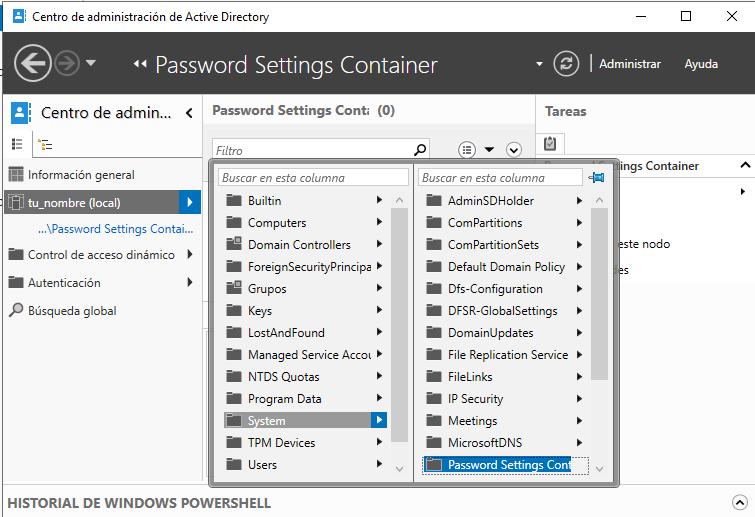 Centro de administración de Active Directory
Password Settings Container
Administrar
Ayuda
Centro de admin...
Password Settings Conta (0)
Tareas
Filtro
Settings Container
Información general
Buscar en esta columna
Buscar en esta columna
tu_nombre (local)
...\Password Settings Contai...
Control de acceso dinámico
Autenticación
Búsqueda global
Builtin
Computers
Domain Controllers
ForeignSecurityPrincipa
Grupos
Keys
LostAndFound
Managed Service Accou
NTDS Quotas
Program Data
System
TPM Devices
Users
AdminSDHolder
ComPartitions
ComPartitionSets
Default Domain Policy
Dfs-Configuration
DFSR-GlobalSettings
DomainUpdates
File Replication Service
FileLinks
IP Security
Meetings
MicrosoftDNS
Password Settings Cont
este nodo
des
HISTORIAL DE WINDOWS POWERSHELL